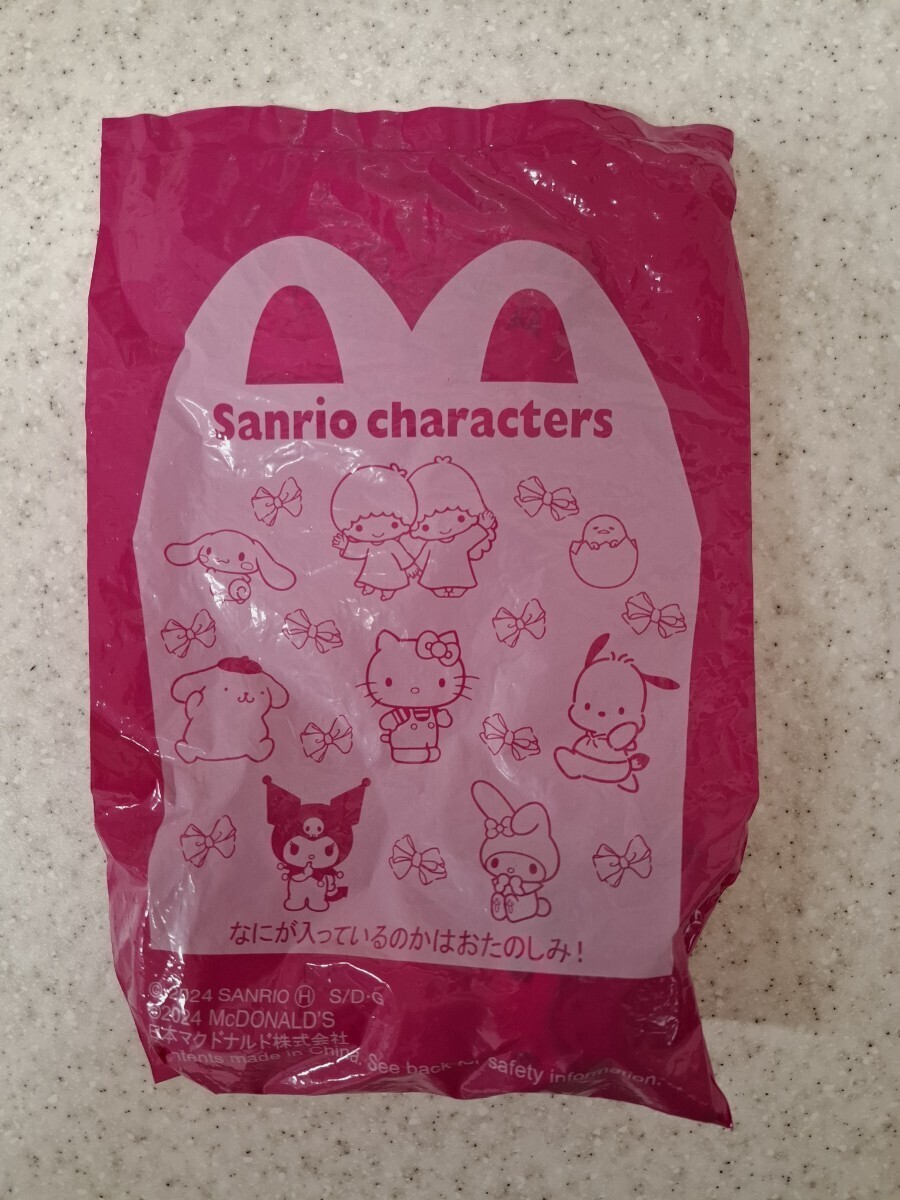 Sanrio characters
なにが入っているのかはおたのしみ!
©2024 SANRIO Ⓗ S/D·G
©2024 McDONALD'S
日本マクドナルド株式会社
Contents made in China. See back for safety information.